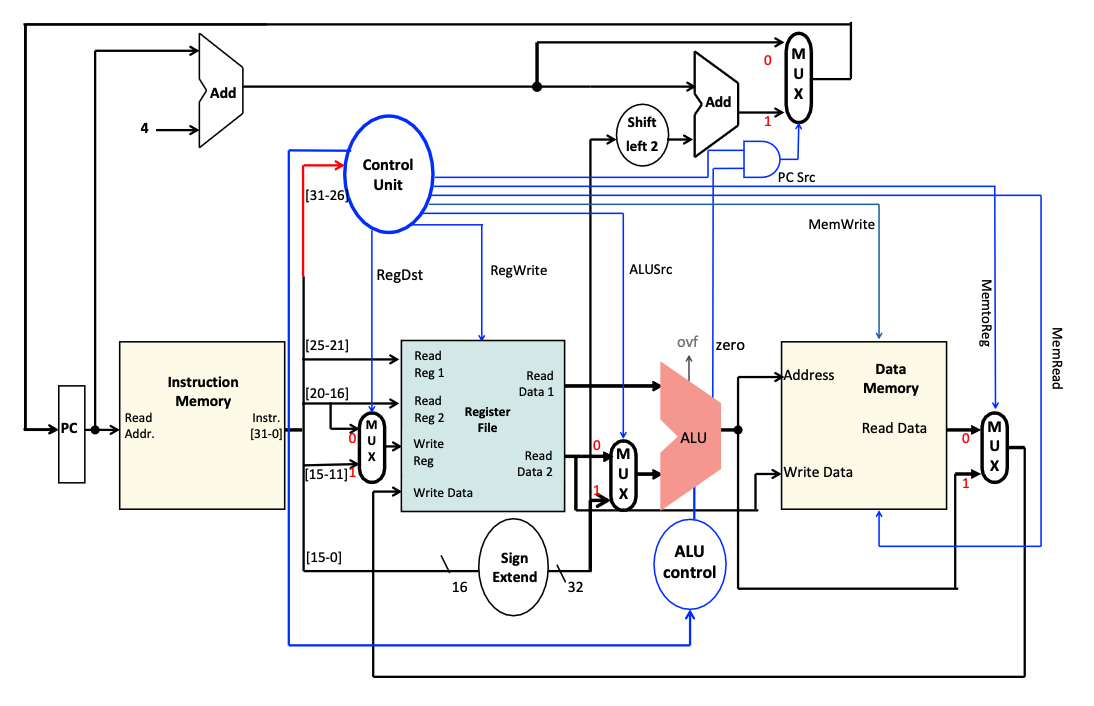 M
U
X
0
1
Add
4
Add
Shift
left 2
Control
Unit
[31-26]
PC Src
MemWrite
RegDst
RegWrite
ALUSrc
MemtoReg
MemRead
ovf
zero
PC
Instruction
Memory
Read
Addr.
Instr.
[31-0]
[25-21]
[20-16]
[15-11]
[15-0]
0
M
U
X
1
Read
Reg 1
Read
Reg 2
Write
Reg
Write Data
Register
File
Read
Data 1
Read
Data 2
0
1
M
U
X
ALU
Data
Memory
Address
Read Data
Write Data
0
1
M
U
X
16
Sign
Extend
32
ALU
control